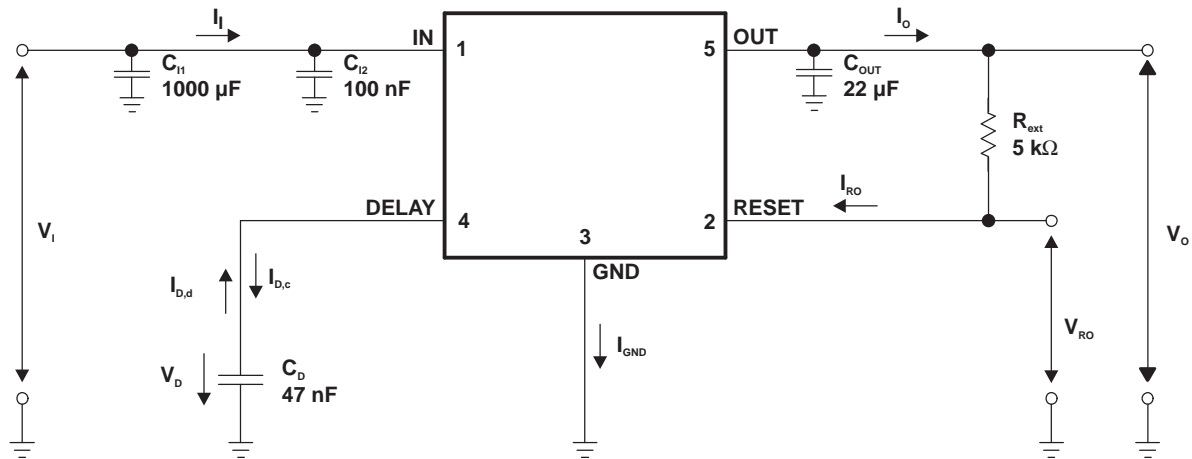 I_I
I_O
IN
1
5
OUT
C_I1
1000 µF
C_I2
100 nF
C_OUT
22 µF
R_ext
5 kΩ
I_RO
DELAY
4
2
RESET
V_I
3
V_O
GND
I_D,d
I_D,c
V_RO
I_GND
V_D
C_D
47 nF